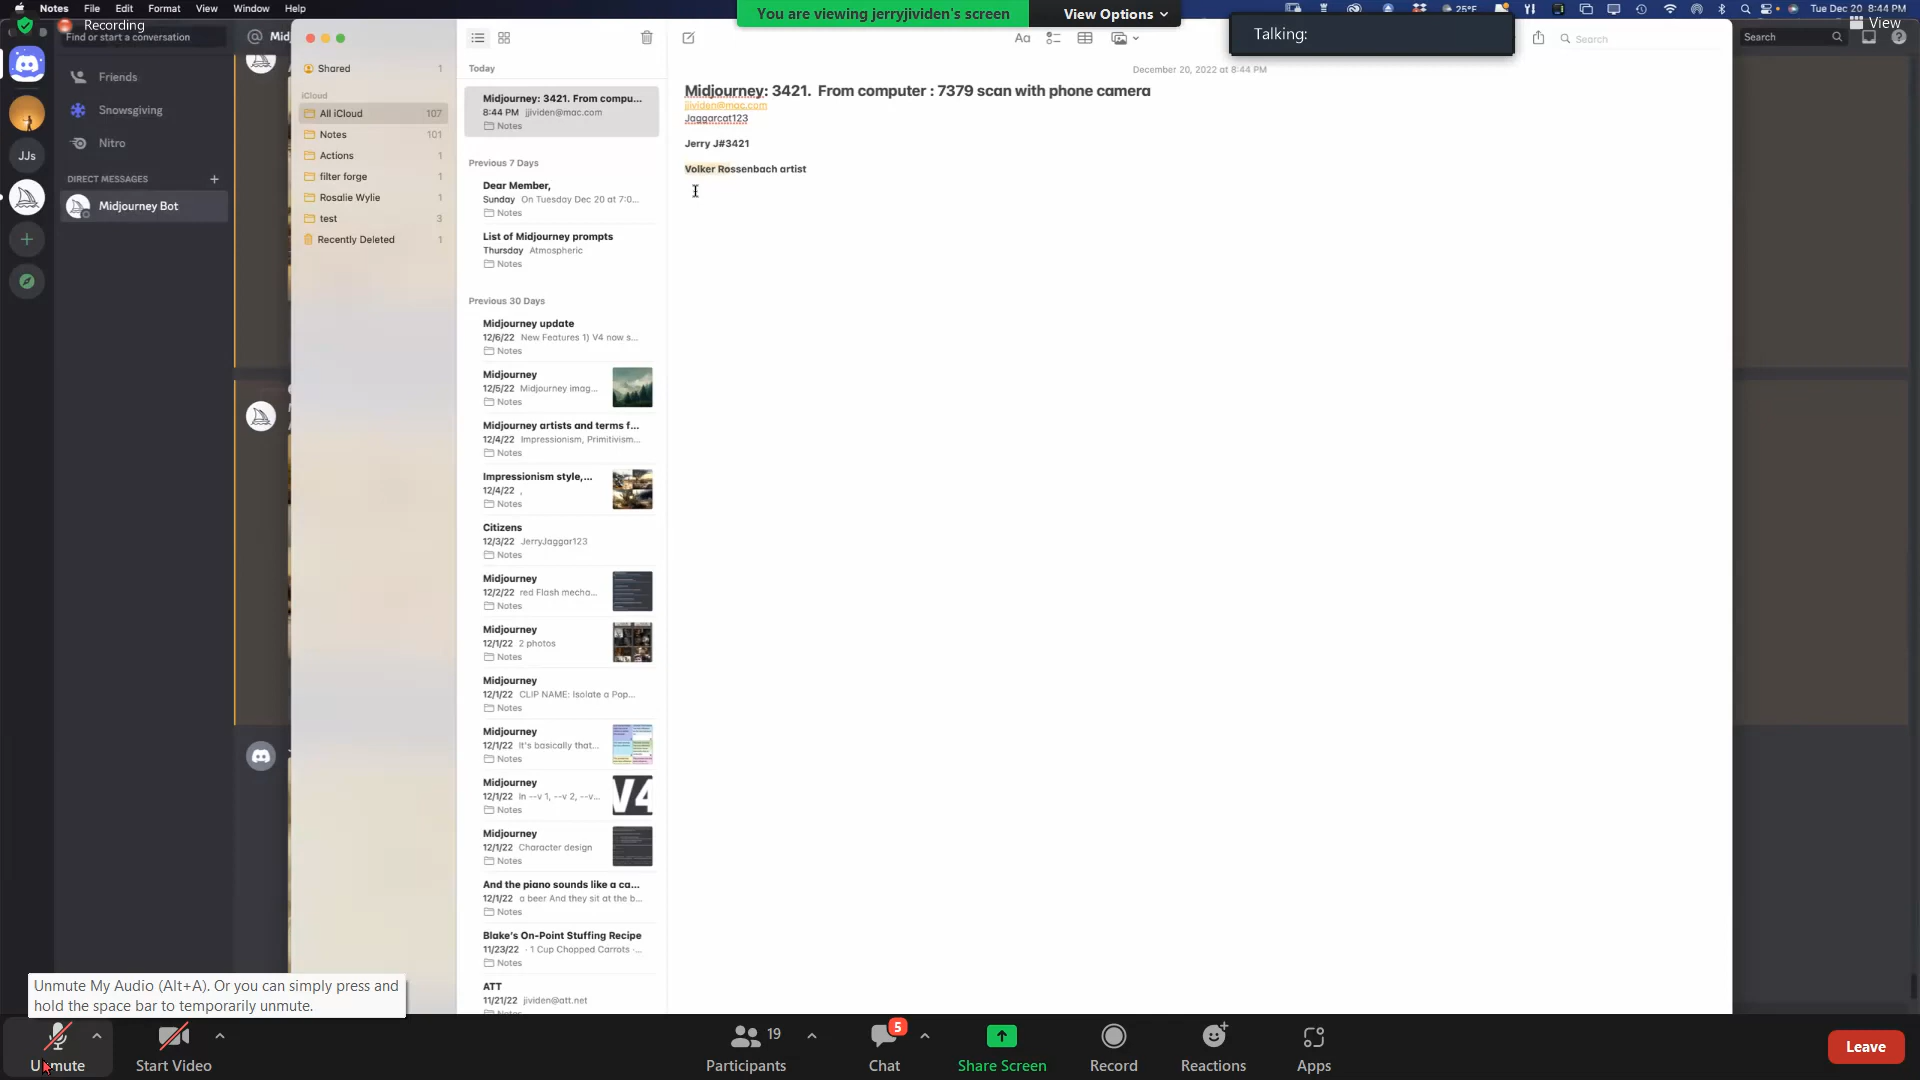 Notes File Edit Format View Window Help
You are viewing jerryjividen's screen
View Options
25°F
Tue Dec 20 8:44 PM
Recording
View
Talking:
Find or start a conversation
Mid
Search
Search
Friends
Snowsgiving
Nitro
JJs
DIRECT MESSAGES
Midjourney Bot
Shared 1
iCloud
All iCloud 107
Notes 101
Actions 1
filter forge 1
Rosalie Wylie 1
test 3
Recently Deleted 1
Today
Midjourney: 3421. From compu...
8:44 PM jjividen@mac.com
Notes
Previous 7 Days
Dear Member,
Sunday On Tuesday Dec 20 at 7:0...
Notes
List of Midjourney prompts
Thursday Atmospheric
Notes
Previous 30 Days
Midjourney update
12/6/22 New Features 1) V4 now s...
Notes
Midjourney
12/5/22 Midjourney imag...
Notes
Midjourney artists and terms f...
12/4/22 Impressionism, Primitivism...
Notes
Impressionism style,...
12/4/22 ,
Notes
Citizens
12/3/22 JerryJaggar123
Notes
Midjourney
12/2/22 red Flash mecha...
Notes
Midjourney
12/1/22 2 photos
Notes
Midjourney
12/1/22 CLIP NAME: Isolate a Pop...
Notes
Midjourney
12/1/22 It's basically that...
Notes
Midjourney
12/1/22 In --v 1, --v 2, --v...
Notes
V4
Midjourney
12/1/22 Character design
Notes
And the piano sounds like a ca...
12/1/22 a beer And they sit at the b...
Notes
Blake's On-Point Stuffing Recipe
11/23/22 · 1 Cup Chopped Carrots ·...
Notes
ATT
11/21/22 jividen@att.net
Notes
Aa
December 20, 2022 at 8:44 PM
Midjourney: 3421. From computer : 7379 scan with phone camera
jjividen@mac.com
Jaggarcat123
Jerry J#3421
Volker Rossenbach artist
Unmute My Audio (Alt+A). Or you can simply press and
hold the space bar to temporarily unmute.
Unmute
Start Video
Participants
19
Chat
5
Share Screen
Record
Reactions
Apps
Leave